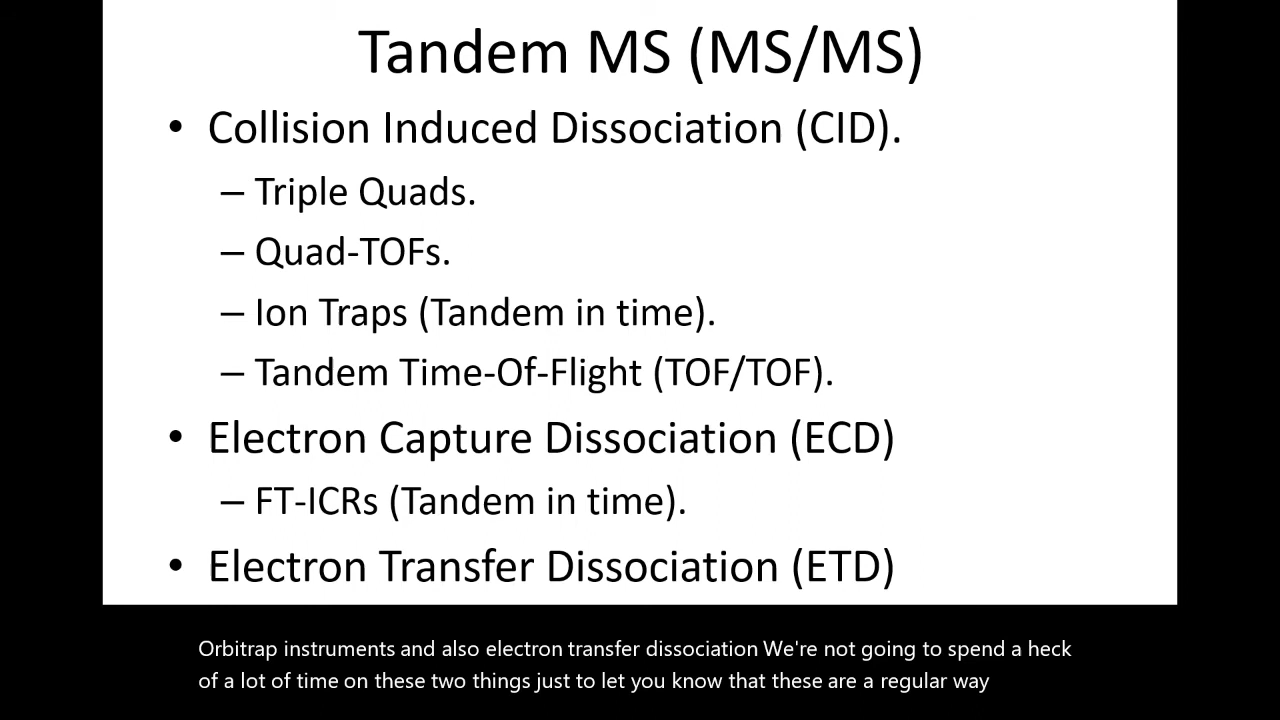 Tandem MS (MS/MS)
• Collision Induced Dissociation (CID).
– Triple Quads.
– Quad-TOFs.
– Ion Traps (Tandem in time).
– Tandem Time-Of-Flight (TOF/TOF).
• Electron Capture Dissociation (ECD)
– FT-ICRs (Tandem in time).
• Electron Transfer Dissociation (ETD)
Orbitrap instruments and also electron transfer dissociation We're not going to spend a heck
of a lot of time on these two things just to let you know that these are a regular way